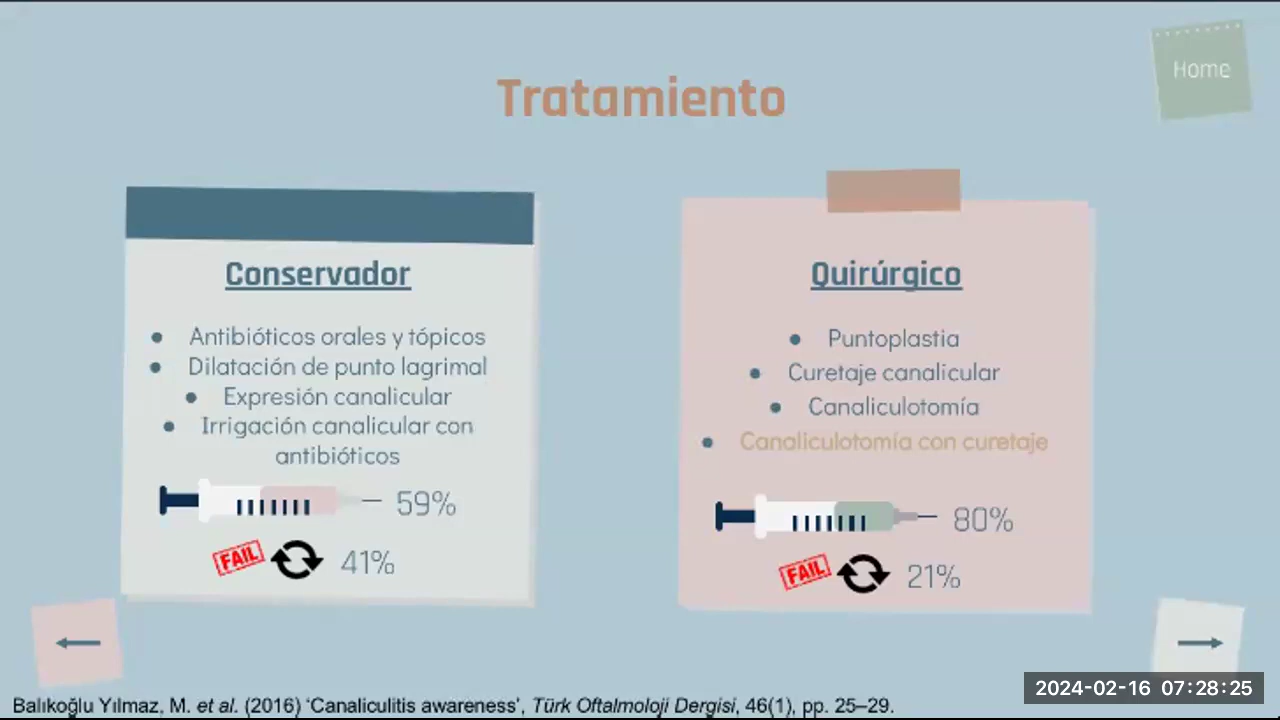 Home
Tratamiento
Conservador
• Antibióticos orales y tópicos
• Dilatación de punto lagrimal
• Expresión canalicular
• Irrigación canalicular con
antibióticos
59%
FAIL 41%
Quirúrgico
• Puntoplastia
• Curetaje canalicular
• Canaliculotomía
• Canaliculotomía con curetaje
80%
FAIL 21%
2024-02-16 07:28:25
Balıkoğlu Yılmaz, M. et al. (2016) ‘Canaliculitis awareness’, Türk Oftalmoloji Dergisi, 46(1), pp. 25–29.